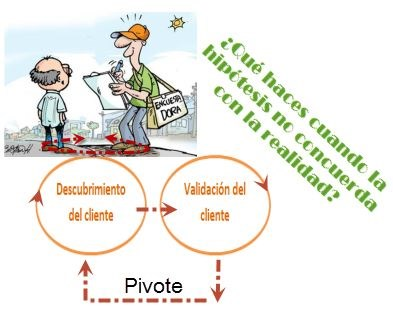 ENCUESTA
DORA
¿Qué haces cuando la
hipótesis no concuerda
con la realidad?
Descubrimiento
del cliente
Validación del
cliente
Pivote